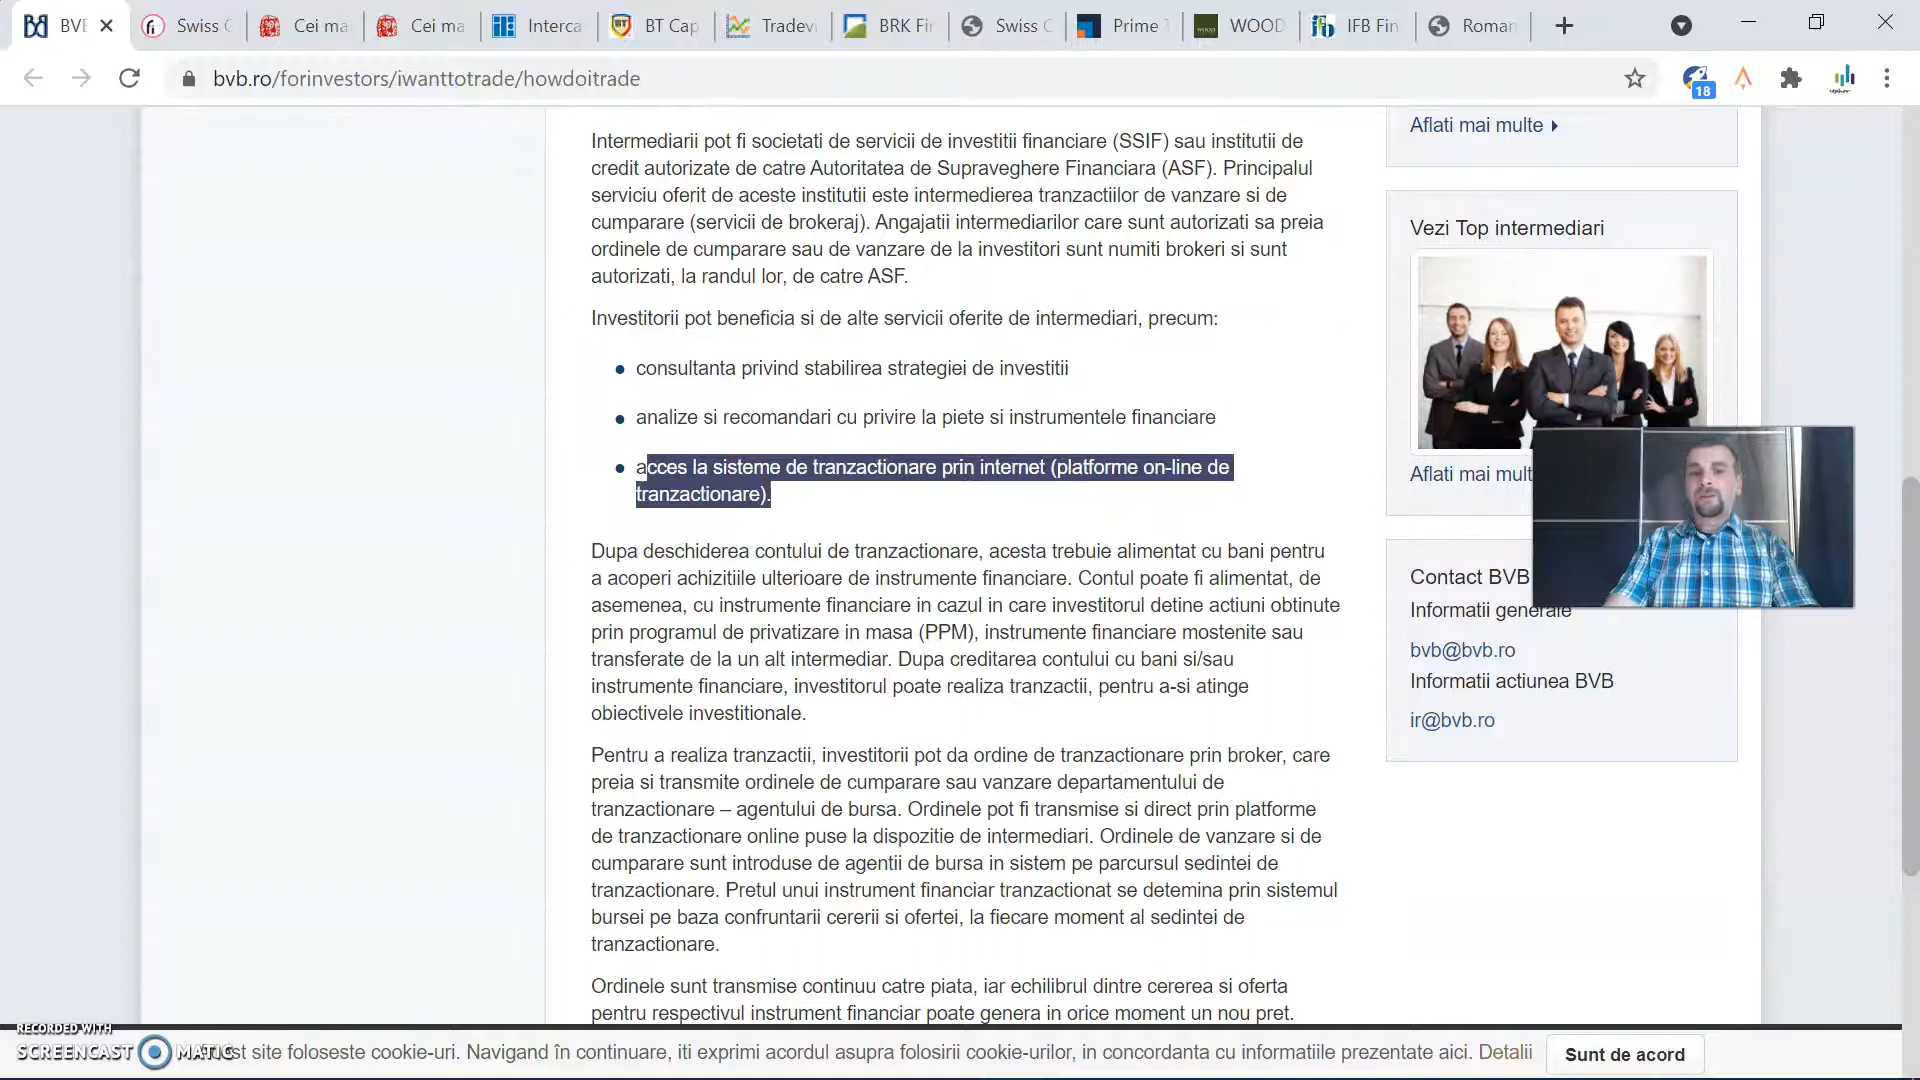 BVB
Swiss C
Cei ma
Cei ma
Interca
BT Cap
Tradev
BRK Fi
Swiss C
Prime T
WOOD
IFB Fin
Roman
bvb.ro/forinvestors/iwanttotrade/howdoitrade
18
Intermediarii pot fi societati de servicii de investitii financiare (SSIF) sau institutii de
credit autorizate de catre Autoritatea de Supraveghere Financiara (ASF). Principalul
serviciu oferit de aceste institutii este intermedierea tranzactiilor de vanzare si de
cumparare (servicii de brokeraj). Angajatii intermediarilor care sunt autorizati sa preia
ordinele de cumparare sau de vanzare de la investitori sunt numiti brokeri si sunt
autorizati, la randul lor, de catre ASF.
Investitorii pot beneficia si de alte servicii oferite de intermediari, precum:
consultanta privind stabilirea strategiei de investitii
analize si recomandari cu privire la piete si instrumentele financiare
acces la sisteme de tranzactionare prin internet (platforme on-line de
tranzactionare).
Dupa deschiderea contului de tranzactionare, acesta trebuie alimentat cu bani pentru
a acoperi achizitiile ulterioare de instrumente financiare. Contul poate fi alimentat, de
asemenea, cu instrumente financiare in cazul in care investitorul detine actiuni obtinute
prin programul de privatizare in masa (PPM), instrumente financiare mostenite sau
transferate de la un alt intermediar. Dupa creditarea contului cu bani si/sau
instrumente financiare, investitorul poate realiza tranzactii, pentru a-si atinge
obiectivele investitionale.
Pentru a realiza tranzactii, investitorii pot da ordine de tranzactionare prin broker, care
preia si transmite ordinele de cumparare sau vanzare departamentului de
tranzactionare – agentului de bursa. Ordinele pot fi transmise si direct prin platforme
de tranzactionare online puse la dispozitie de intermediari. Ordinele de vanzare si de
cumparare sunt introduse de agentii de bursa in sistem pe parcursul sedintei de
tranzactionare. Pretul unui instrument financiar tranzactionat se detemina prin sistemul
bursei pe baza confruntarii cererii si ofertei, la fiecare moment al sedintei de
tranzactionare.
Ordinele sunt transmise continuu catre piata, iar echilibrul dintre cererea si oferta
pentru respectivul instrument financiar poate genera in orice moment un nou pret.
Aflati mai multe
Vezi Top intermediari
Aflati mai mult
Contact BVB
Informatii generale
bvb@bvb.ro
Informatii actiunea BVB
ir@bvb.ro
RECORDED WITH
SCREENCAST MATIC
st site foloseste cookie-uri. Navigand în continuare, iti exprimi acordul asupra folosirii cookie-urilor, in concordanta cu informatiile prezentate aici. Detalii
Sunt de acord